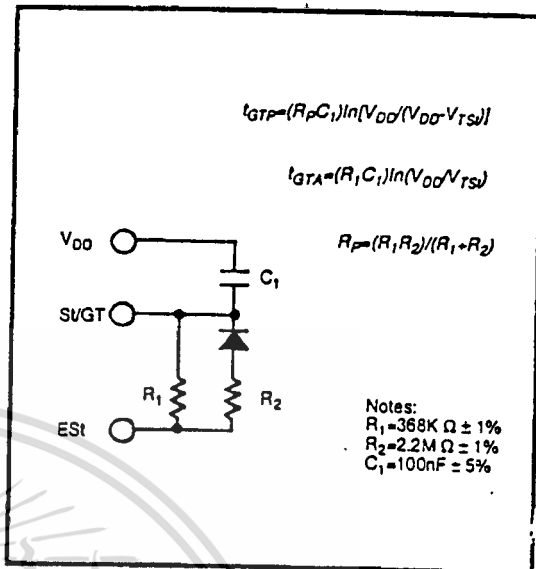 tGTP=(RPC1)ln[VDD/(VDD-VTSt)]
tGTA=(R1C1)ln(VDD/VTSt)
RP=(R1R2)/(R1+R2)
VDD
C1
St/GT
R1
R2
ESt
Notes:
R1=368K Ω ± 1%
R2=2.2M Ω ± 1%
C1=100nF ± 5%